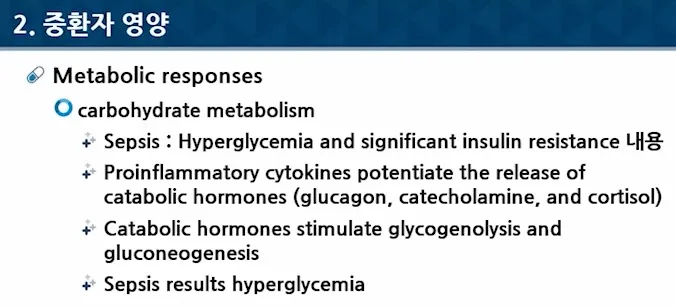 2. 중환자 영양
Metabolic responses
carbohydrate metabolism
Sepsis : Hyperglycemia and significant insulin resistance 내용
Proinflammatory cytokines potentiate the release of
catabolic hormones (glucagon, catecholamine, and cortisol)
Catabolic hormones stimulate glycogenolysis and
gluconeogenesis
Sepsis results hyperglycemia